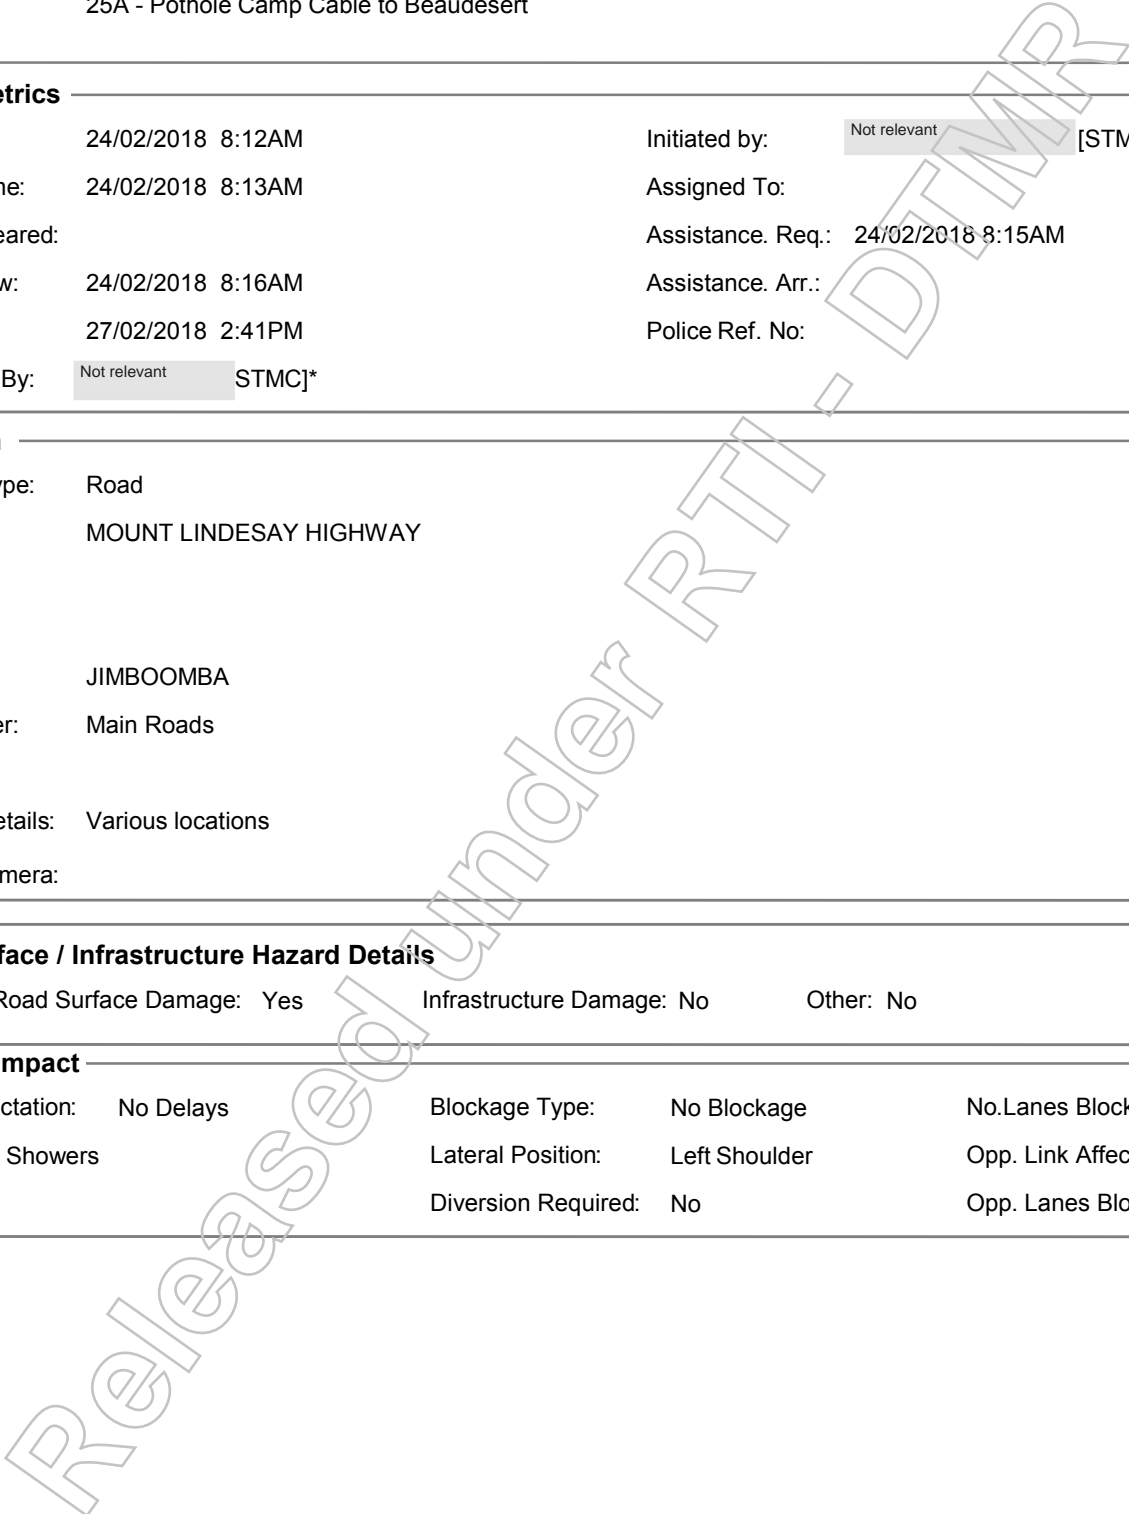 25A - Pothole Camp Cable to Beaudesert
etrics
24/02/2018 8:12AM Initiated by: Not relevant [STM
ne: 24/02/2018 8:13AM Assigned To:
eared: Assistance. Req.: 24/02/2018 8:15AM
w: 24/02/2018 8:16AM Assistance. Arr.:
27/02/2018 2:41PM Police Ref. No:
By: Not relevant STMC]*
ype: Road
MOUNT LINDESAY HIGHWAY
JIMBOOMBA
er: Main Roads
etails: Various locations
mera:
face / Infrastructure Hazard Details
Road Surface Damage: Yes Infrastructure Damage: No Other: No
mpact
ctation: No Delays Blockage Type: No Blockage No.Lanes Block
Showers Lateral Position: Left Shoulder Opp. Link Affec
Diversion Required: No Opp. Lanes Blo
Released under RTI - DTMR